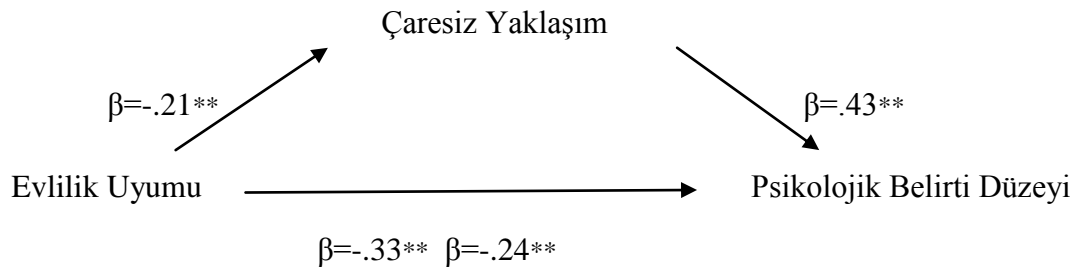 Çaresiz Yaklaşım
β=-.21** β=.43**
Evlilik Uyumu Psikolojik Belirti Düzeyi
β=-.33** β=-.24**